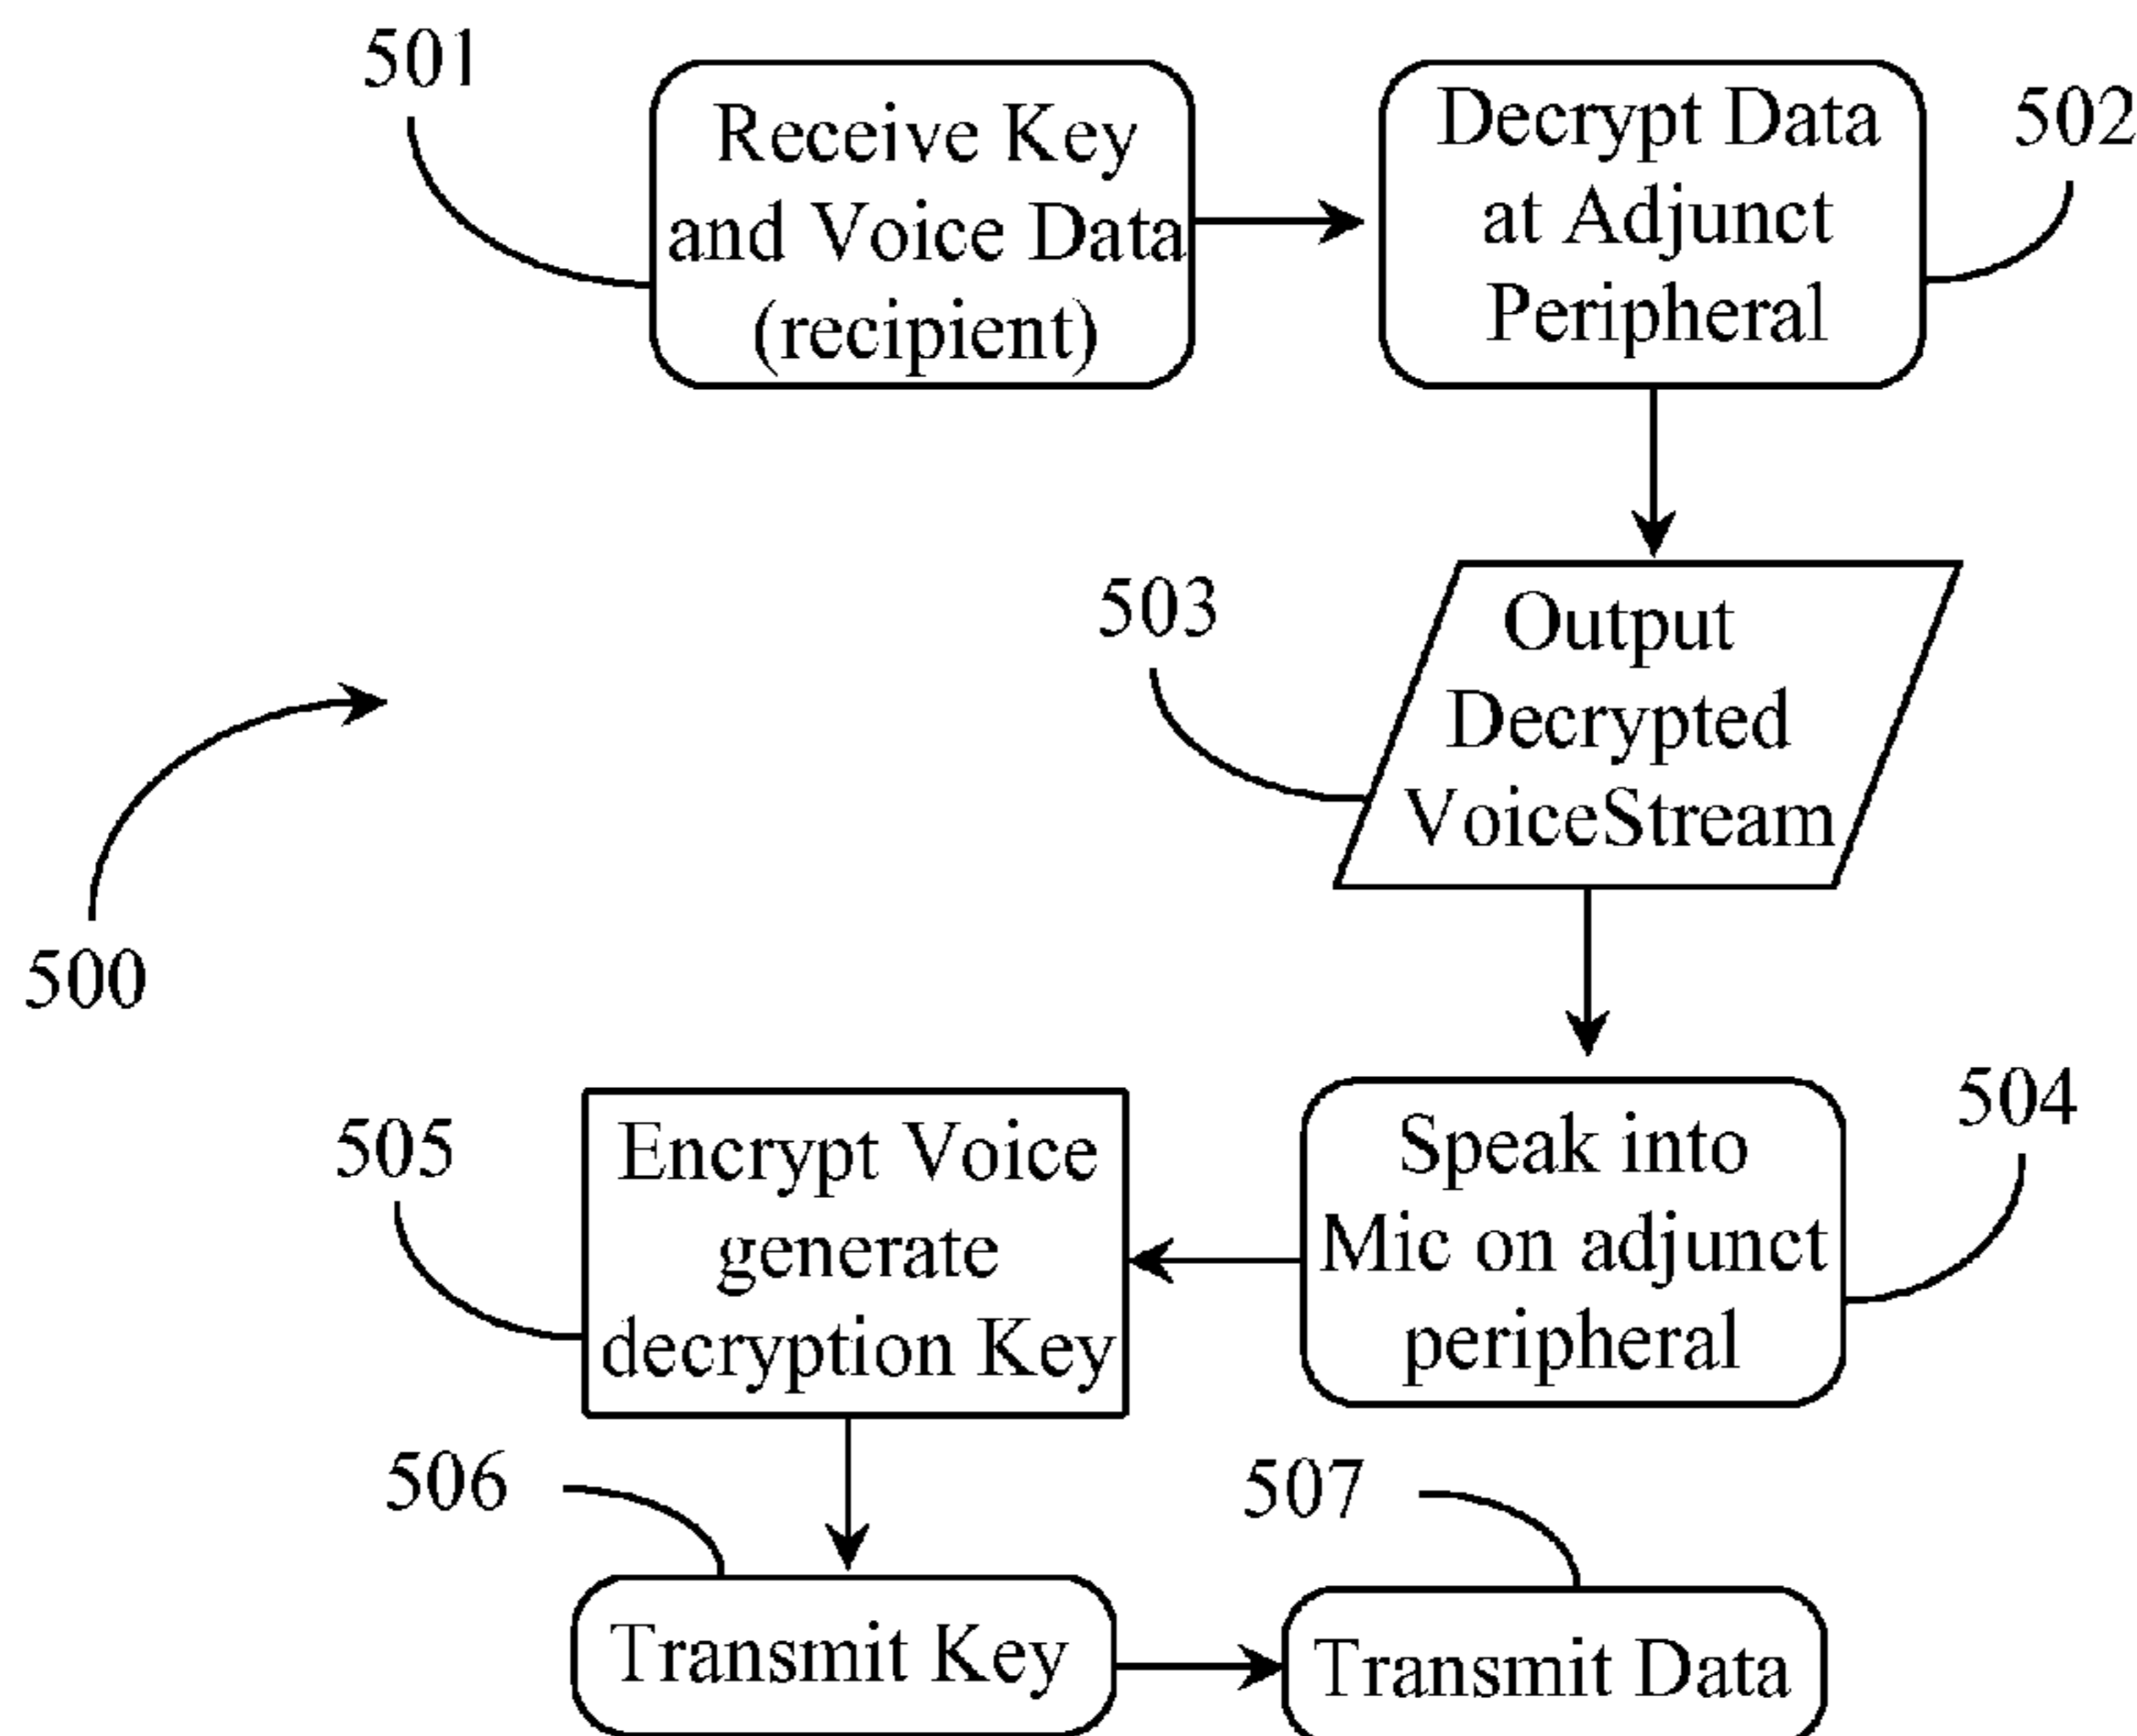 501
Receive Key
and Voice Data
(recipient)
Decrypt Data
at Adjunct
Peripheral
502
503
Output
Decrypted
VoiceStream
500
504
Speak into
Mic on adjunct
peripheral
505
Encrypt Voice
generate
decryption Key
506
Transmit Key
507
Transmit Data